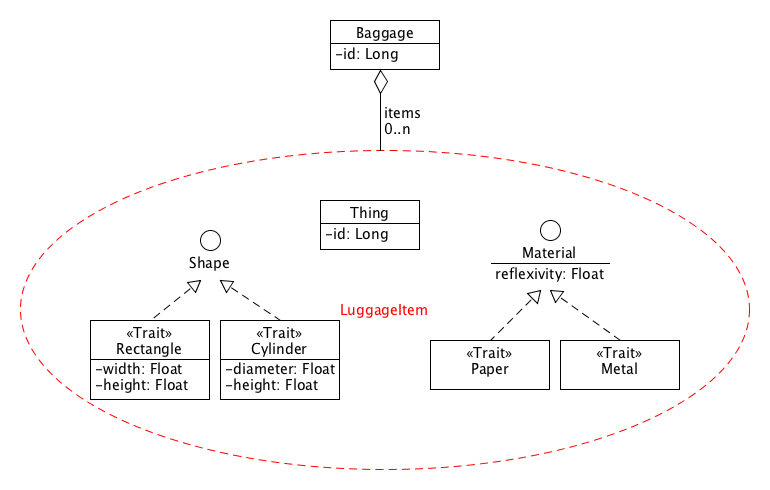 Baggage
-id: Long
items
0..n
Thing
-id: Long
Shape
Material
reflexivity: Float
LuggageItem
«Trait»
Rectangle
-width: Float
-height: Float
«Trait»
Cylinder
-diameter: Float
-height: Float
«Trait»
Paper
«Trait»
Metal